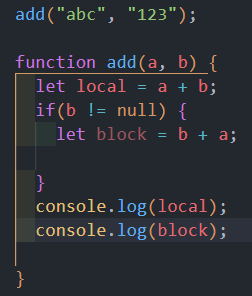 add("abc", "123");
function add(a, b) {
let local = a + b;
if(b != null) {
let block = b + a;
}
console.log(local);
console.log(block);
}